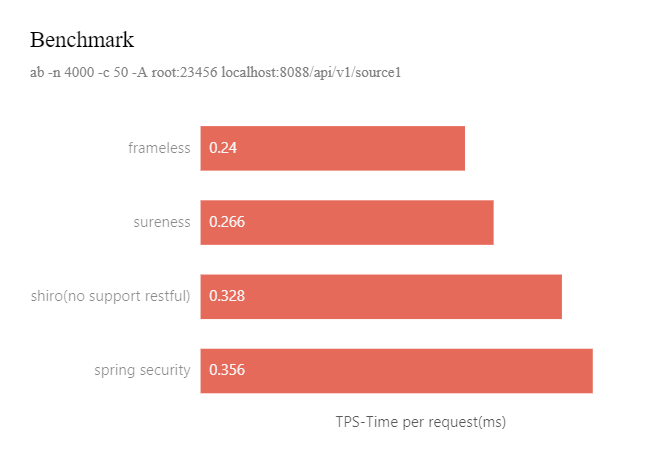 Benchmark
ab -n 4000 -c 50 -A root:23456 localhost:8088/api/v1/source1
frameless 0.24
sureness 0.266
shiro(no support restful) 0.328
spring security 0.356
TPS-Time per request(ms)